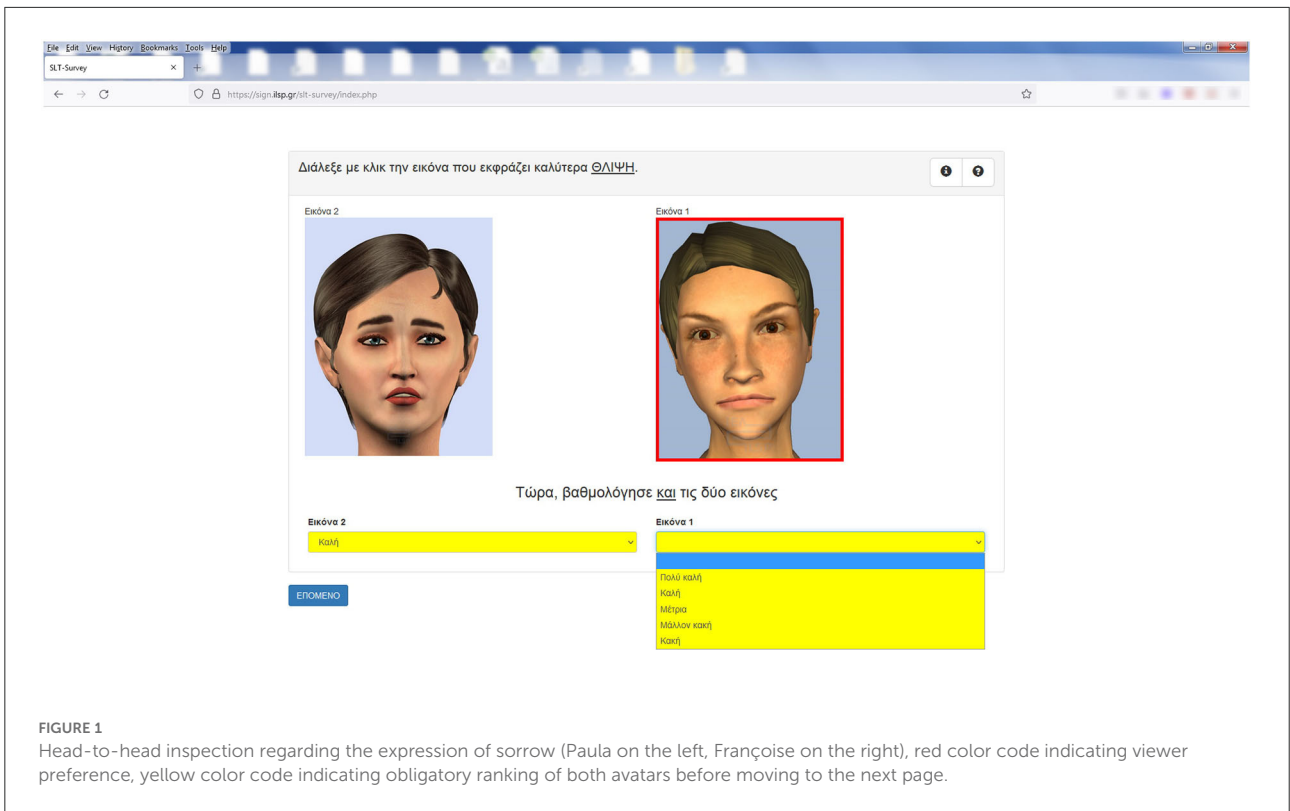 File Edit View History Bookmarks Tools Help
SLT-Survey × +
https://sign.ilsp.gr/slt-survey/index.php
Διάλεξε με κλικ την εικόνα που εκφράζει καλύτερα ΘΛΙΨΗ.
Εικόνα 2 Εικόνα 1
Τώρα, βαθμολόγησε και τις δύο εικόνες
Εικόνα 2 Εικόνα 1
Καλή
Πολύ καλή
Καλή
Μέτρια
Μάλλον κακή
Κακή
ΕΠΟΜΕΝΟ
FIGURE 1
Head-to-head inspection regarding the expression of sorrow (Paula on the left, Françoise on the right), red color code indicating viewer
preference, yellow color code indicating obligatory ranking of both avatars before moving to the next page.